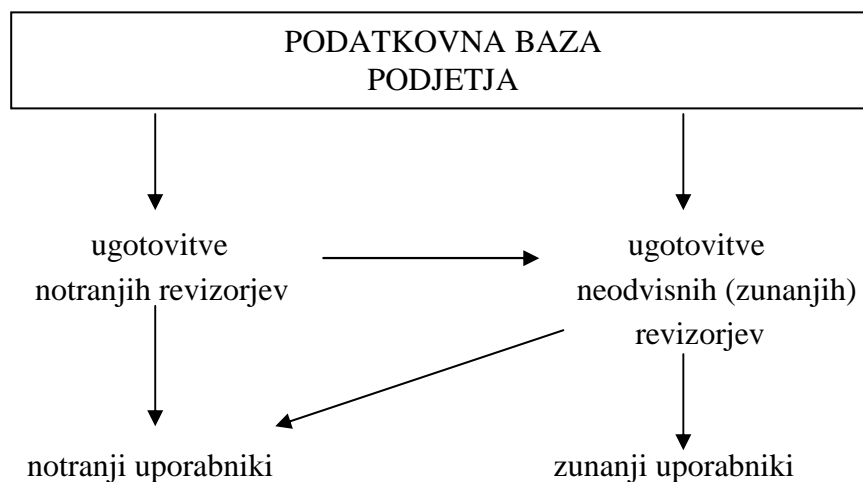 PODATKOVNA BAZA
PODJETJA
ugotovitve
notranjih revizorjev
ugotovitve
neodvisnih (zunanjih)
revizorjev
notranji uporabniki
zunanji uporabniki